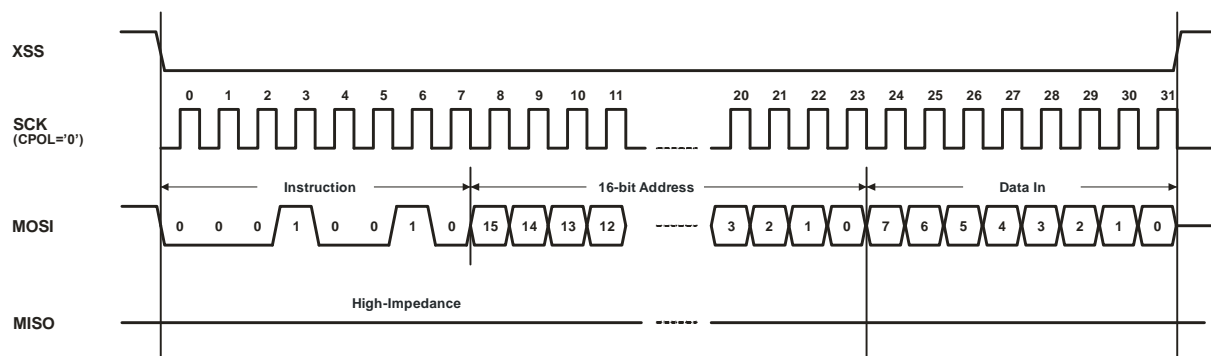 XSS
0 1 2 3 4 5 6 7 8 9 10 11 20 21 22 23 24 25 26 27 28 29 30 31
SCK
(CPOL='0')
Instruction 16-bit Address Data In
MOSI 0 0 0 1 0 0 1 0 15 14 13 12 3 2 1 0 7 6 5 4 3 2 1 0
High-Impedance
MISO